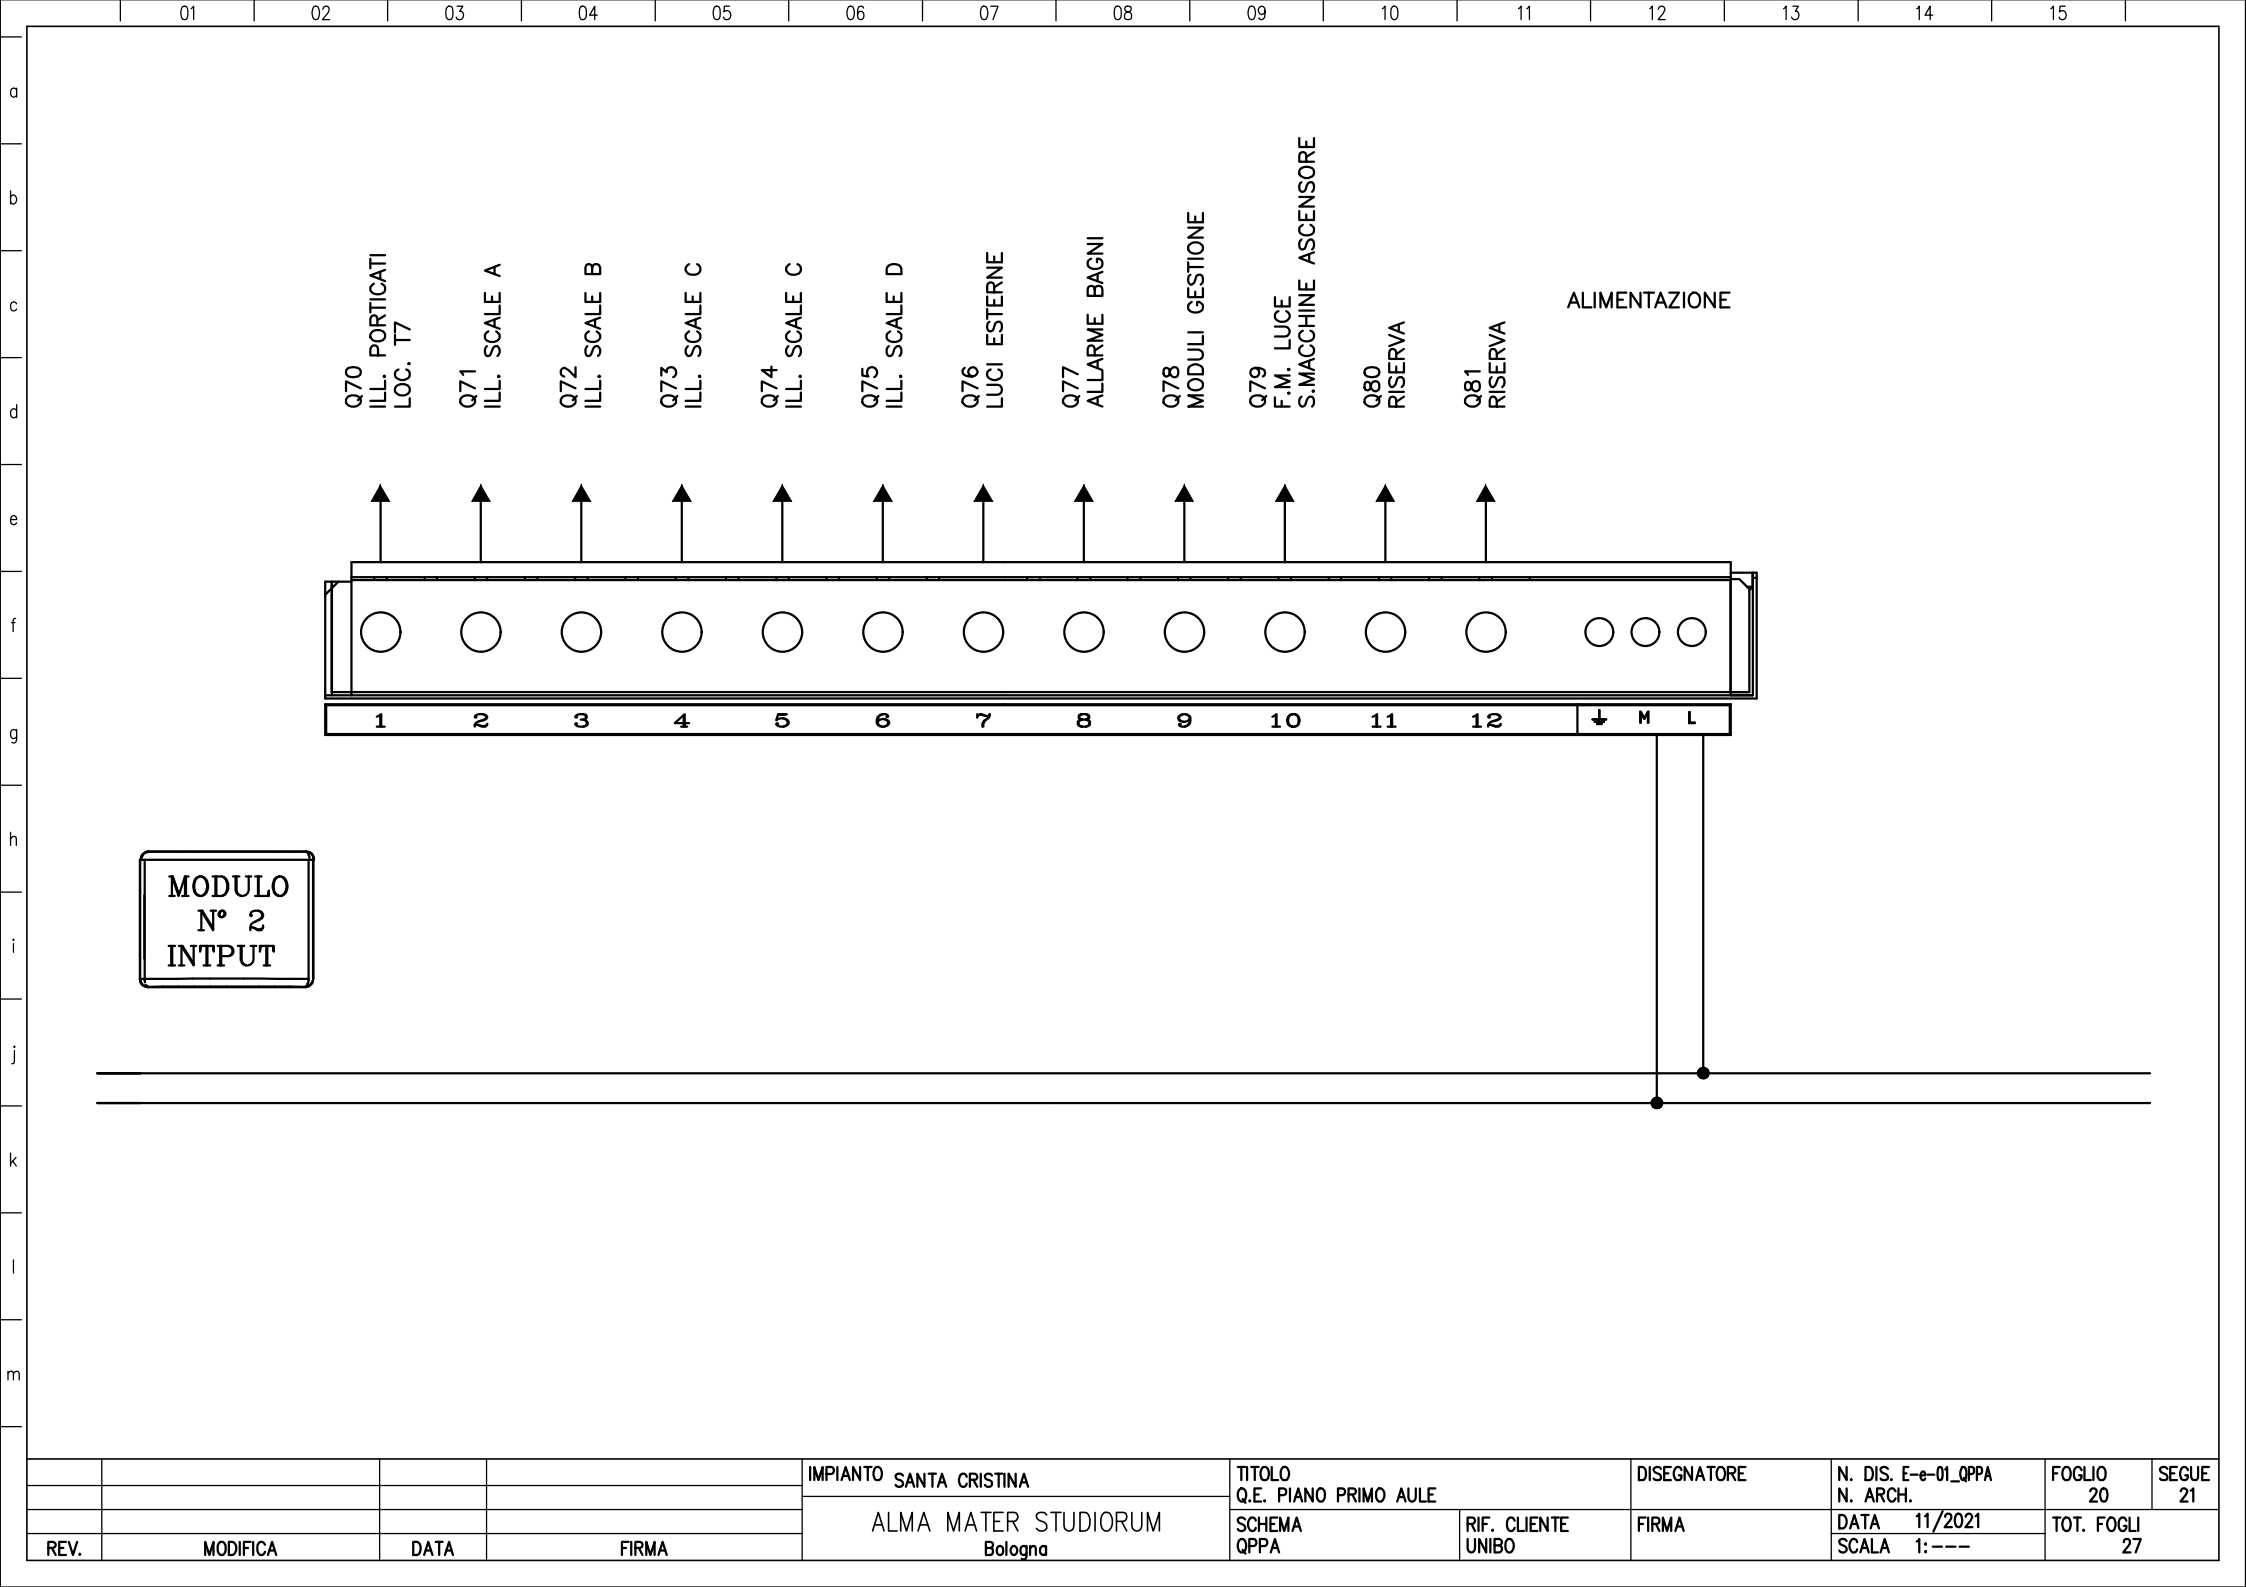 01 02 03 04 05 06 07 08 09 10 11 12 13 14 15
a
b
c
d
e
f
g
h
i
j
k
l
m
Q70
ILL. PORTICATI
LOC. T7
Q71
ILL. SCALE A
Q72
ILL. SCALE B
Q73
ILL. SCALE C
Q74
ILL. SCALE C
Q75
ILL. SCALE D
Q76
LUCI ESTERNE
Q77
ALLARME BAGNI
Q78
MODULI GESTIONE
Q79
F.M. LUCE
S.MACCHINE ASCENSORE
Q80
RISERVA
Q81
RISERVA
ALIMENTAZIONE
1 2 3 4 5 6 7 8 9 10 11 12 M L
MODULO
N° 2
INTPUT
REV. MODIFICA DATA FIRMA
IMPIANTO SANTA CRISTINA
ALMA MATER STUDIORUM
Bologna
TITOLO
Q.E. PIANO PRIMO AULE
SCHEMA
QPPA
RIF. CLIENTE
UNIBO
DISEGNATORE
FIRMA
N. DIS. E-e-01_QPPA
N. ARCH.
DATA 11/2021
SCALA 1:---
FOGLIO
20
SEGUE
21
TOT. FOGLI
27